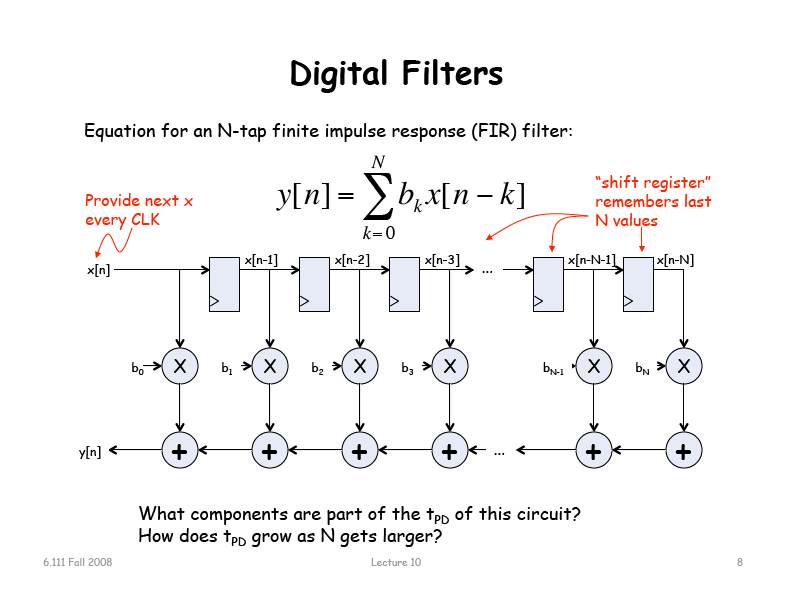 Digital Filters
Equation for an N-tap finite impulse response (FIR) filter:
N
y[n] = ∑ bₖ x[n − k]
k=0
Provide next x
every CLK
“shift register”
remembers last
N values
x[n] x[n-1] x[n-2] x[n-3] ... x[n-N-1] x[n-N]
b₀ X b₁ X b₂ X b₃ X bN-1 X bN X
y[n] + + + + ... + +
What components are part of the tPD of this circuit?
How does tPD grow as N gets larger?
6.111 Fall 2008 Lecture 10 8